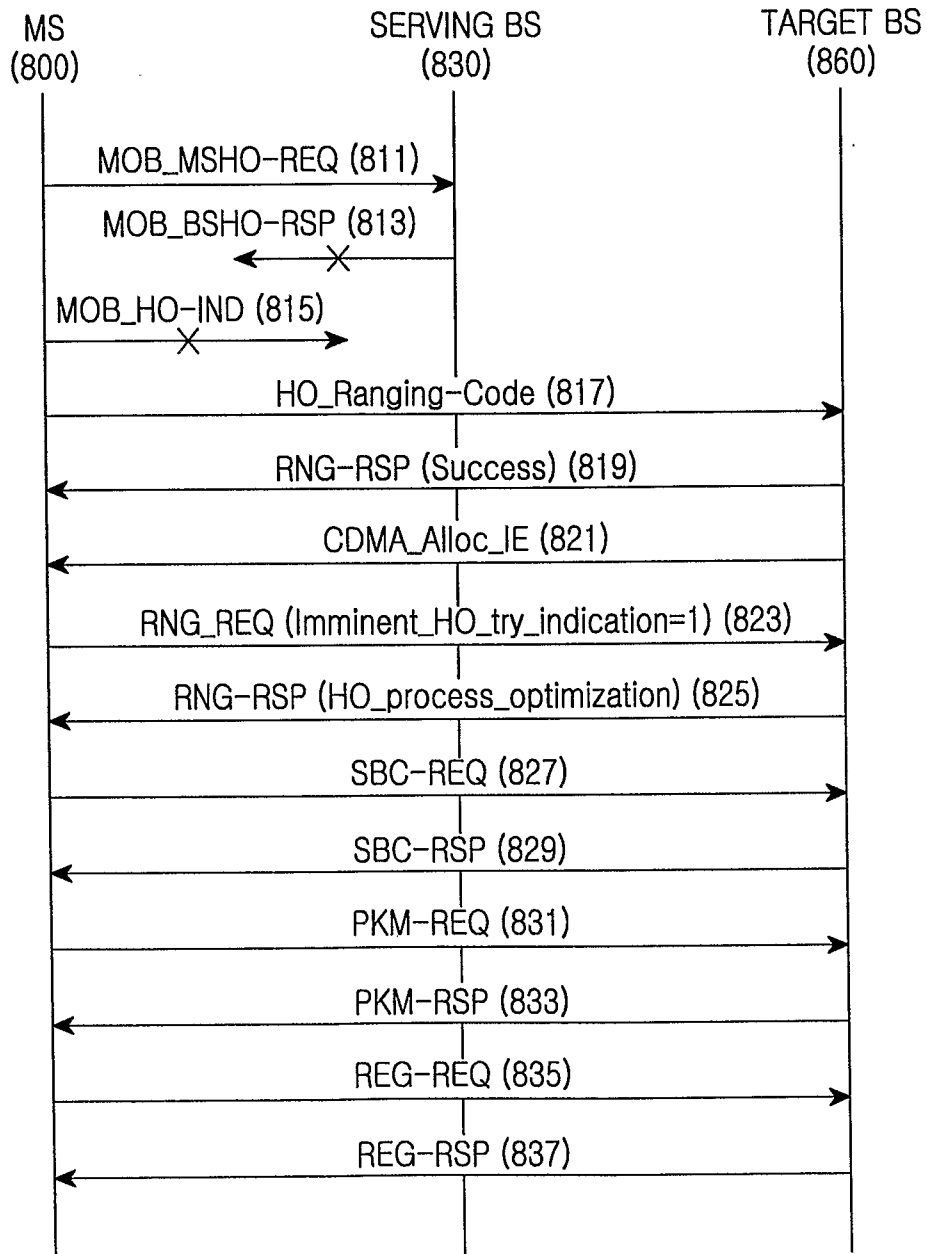 MS
(800)
SERVING BS
(830)
TARGET BS
(860)
MOB_MSHO-REQ (811)
MOB_BSHO-RSP (813)
MOB_HO-IND (815)
HO_Ranging-Code (817)
RNG-RSP (Success) (819)
CDMA_Alloc_IE (821)
RNG_REQ (Imminent_HO_try_indication=1) (823)
RNG-RSP (HO_process_optimization) (825)
SBC-REQ (827)
SBC-RSP (829)
PKM-REQ (831)
PKM-RSP (833)
REG-REQ (835)
REG-RSP (837)